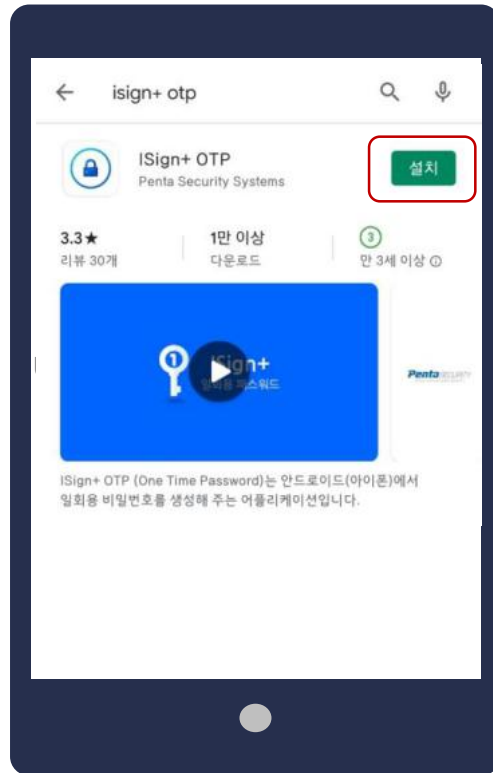 isign+ otp
ISign+ OTP
Penta Security Systems
설치
3.3★
1만 이상
3
리뷰 30개
다운로드
만 3세 이상
1
ISign+
일회용 패스워드
Penta SECURITY
ISign+ OTP (One Time Password)는 안드로이드(아이폰)에서
일회용 비밀번호를 생성해 주는 어플리케이션입니다.